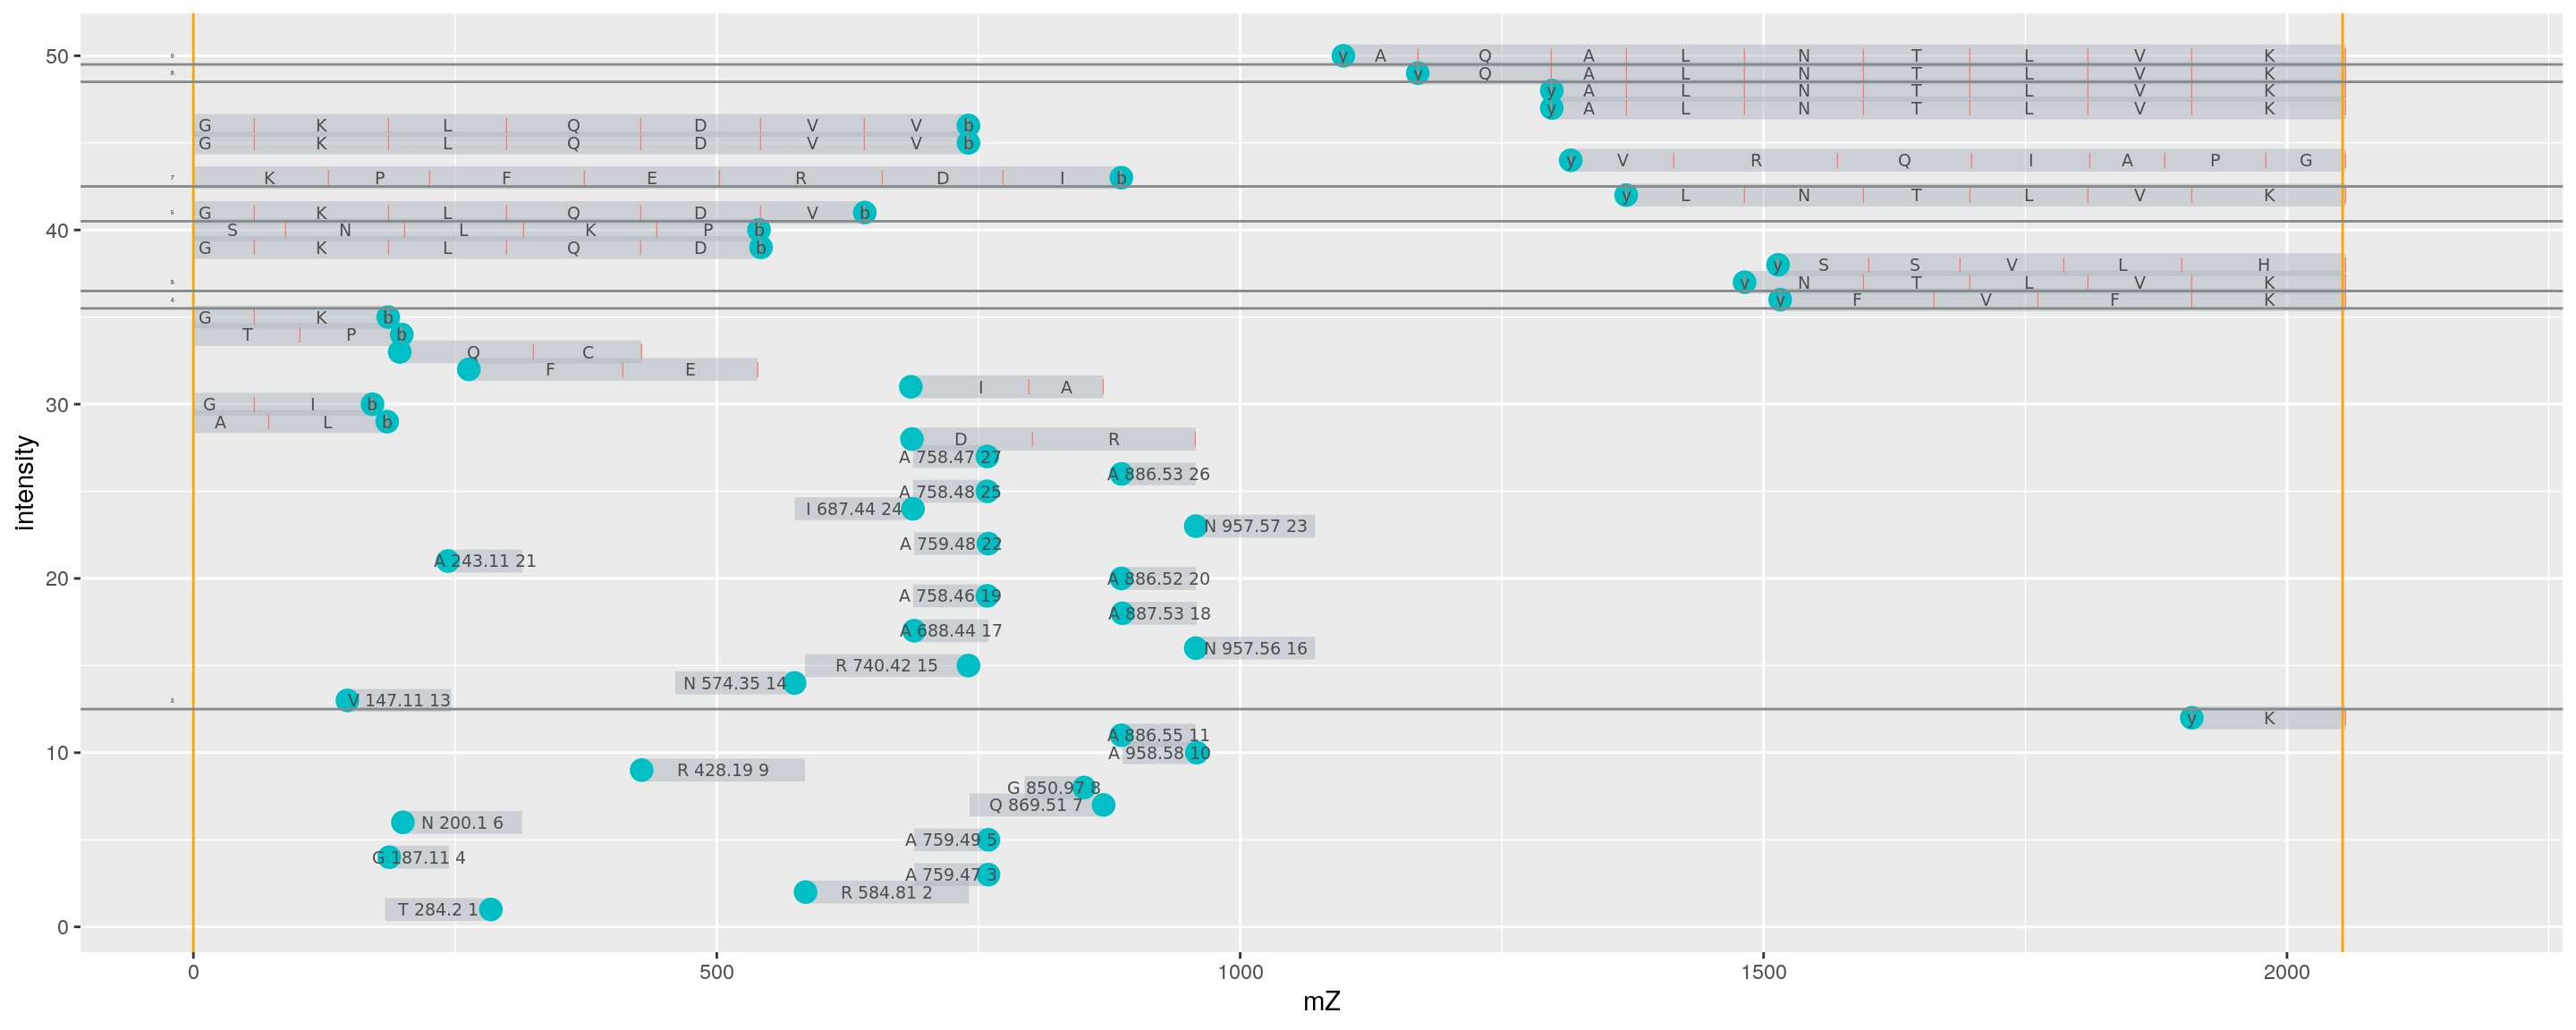 50
y A Q A L N T L V K
y Q A L N T L V K
y A L N T L V K
y A L N T L V K
G K L Q D V V b
G K L Q D V V b
y V R Q I A P G
K P F E R D I b
y L N T L V K
G K L Q D V b
40
S N L K P b
G K L Q D b
y S S V L H
y N T L V K
y F V F K
G K b
T P b
Q C
F E
I A
30
G I b
A L b
D R
A 758.47 27
A 886.53 26
A 758.48 25
I 687.44 24
N 957.57 23
A 759.48 22
A 243.11 21
20
A 886.52 20
A 758.46 19
A 887.53 18
A 688.44 17
N 957.56 16
R 740.42 15
N 574.35 14
V 147.11 13
y K
A 886.55 11
10
A 958.58 10
R 428.19 9
G 850.97 8
Q 869.51 7
N 200.1 6
A 759.49 5
G 187.11 4
A 759.47 3
R 584.81 2
T 284.2 1
0
0 500 1000 1500 2000
mZ
intensity